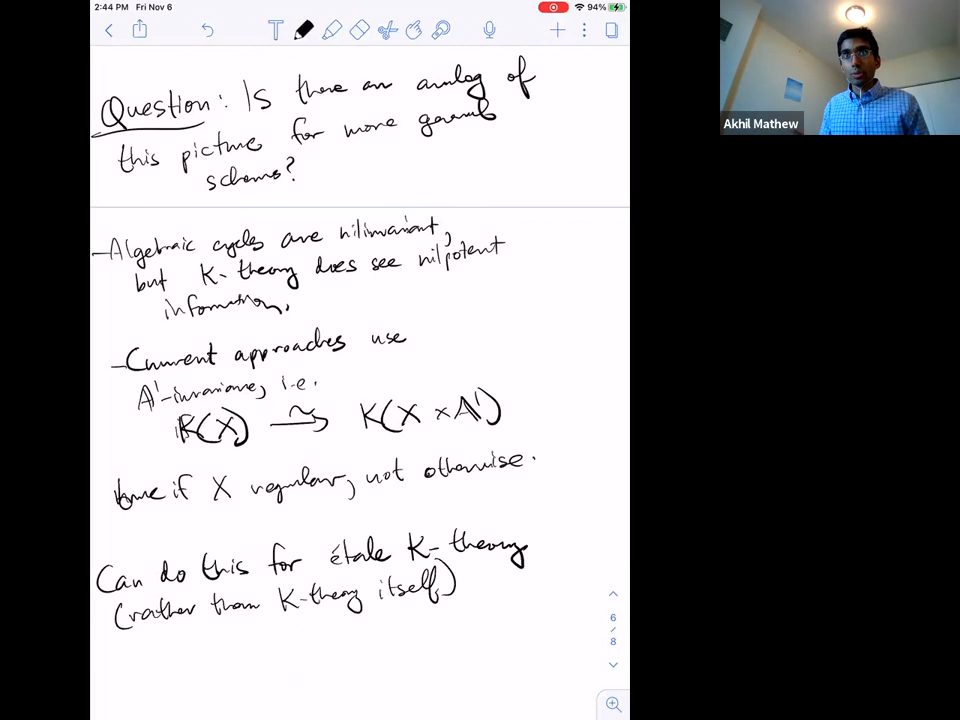 2:44 PM Fri Nov 6
94%
Question: Is there an analog of
this picture for more general
schemes?
- Algebraic cycles are nilinvariant,
but K-theory does see nilpotent
information.
- Current approaches use
A¹-invariance, i.e.
K(X) ⥲ K(X × A¹)
true if X regular, not otherwise.
Can do this for étale K-theory
(rather than K-theory itself)
6
/
8
Akhil Mathew